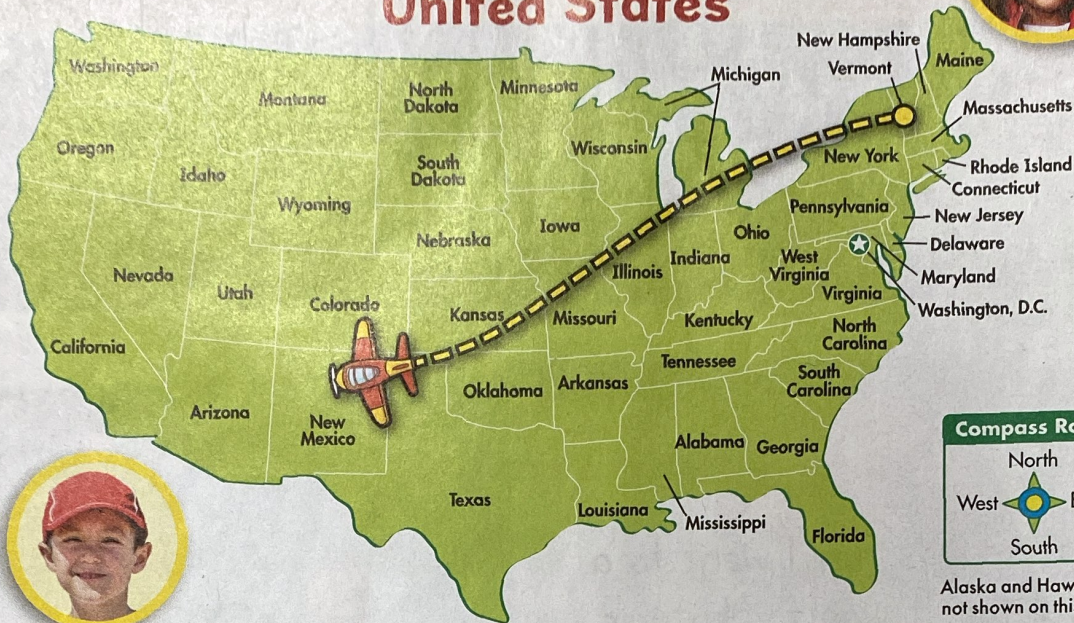 United States
Washington
Oregon
California
Nevada
Idaho
Montana
Wyoming
Utah
Colorado
Arizona
New
Mexico
North
Dakota
South
Dakota
Nebraska
Kansas
Oklahoma
Texas
Minnesota
Iowa
Missouri
Arkansas
Louisiana
Wisconsin
Illinois
Michigan
Indiana
Ohio
Kentucky
Tennessee
Mississippi
Alabama
Georgia
Florida
South
Carolina
North
Carolina
Virginia
West
Virginia
Pennsylvania
New York
Vermont
New Hampshire
Maine
Massachusetts
Rhode Island
Connecticut
New Jersey
Delaware
Maryland
Washington, D.C.
Compass
North
West
South
Alaska and
not shown on